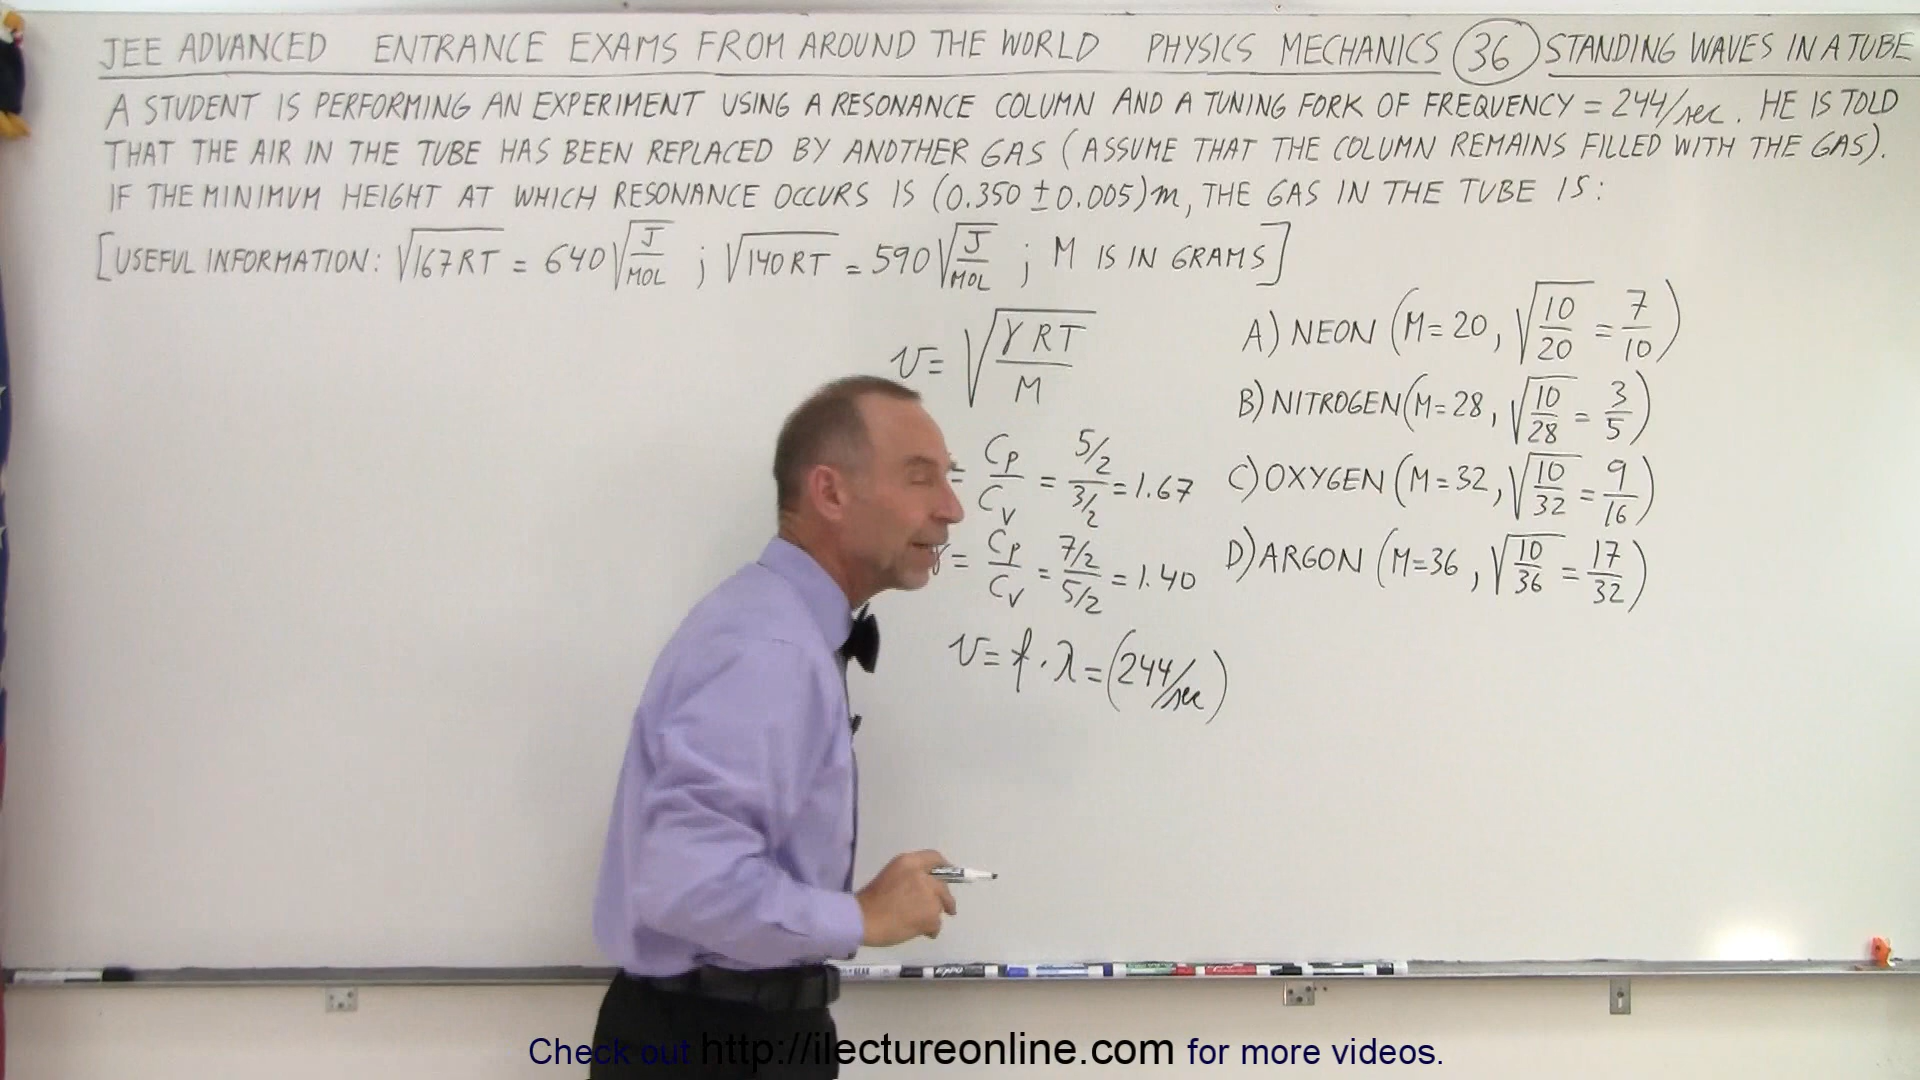 JEE ADVANCED ENTRANCE EXAMS FROM AROUND THE WORLD PHYSICS MECHANICS 36 STANDING WAVES IN A TUBE
A STUDENT IS PERFORMING AN EXPERIMENT USING A RESONANCE COLUMN AND A TUNING FORK OF FREQUENCY = 244/sec. HE IS TOLD
THAT THE AIR IN THE TUBE HAS BEEN REPLACED BY ANOTHER GAS (ASSUME THAT THE COLUMN REMAINS FILLED WITH THE GAS).
IF THE MINIMUM HEIGHT AT WHICH RESONANCE OCCURS IS (0.350 ± 0.005)m, THE GAS IN THE TUBE IS:
[USEFUL INFORMATION: √167RT = 640 √J/MOL ; √140RT = 590 √J/MOL ; M IS IN GRAMS]
v = √γRT/M
= Cp/Cv = 5/2 / 3/2 = 1.67
γ = Cp/Cv = 7/2 / 5/2 = 1.40
v = f · λ = (244/sec)
A) NEON (M = 20, √10/20 = 7/10)
B) NITROGEN (M = 28, √10/28 = 3/5)
C) OXYGEN (M = 32, √10/32 = 9/16)
D) ARGON (M = 36, √10/36 = 17/32)
EXPO
Check out http://ilectureonline.com for more videos.